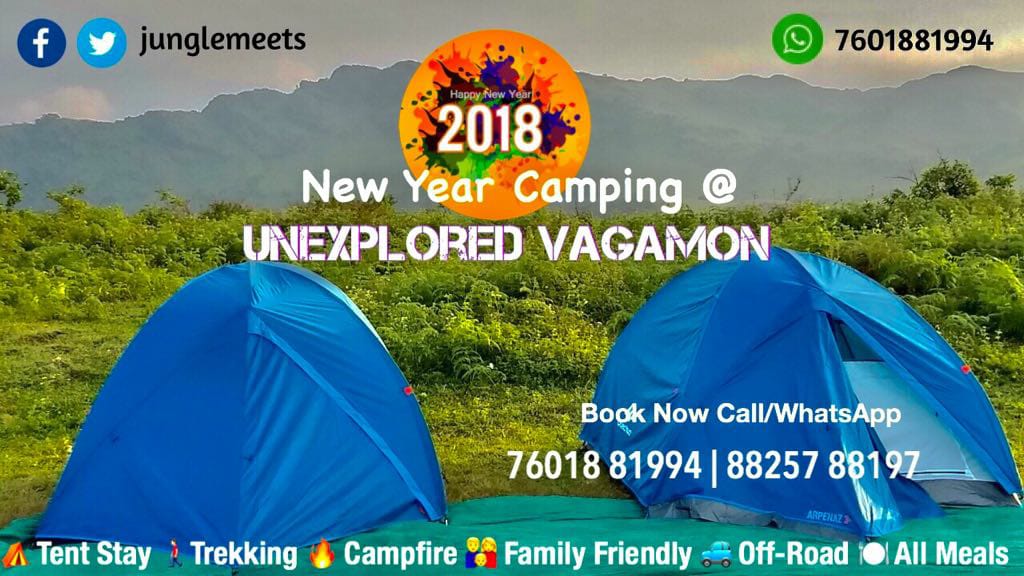 junglemeets
7601881994
Happy New Year
2018
New Year Camping @
UNEXPLORED VAGAMON
Book Now Call/WhatsApp
76018 81994 | 88257 88197
ARPENAZ
Tent Stay Trekking Campfire Family Friendly Off-Road All Meals